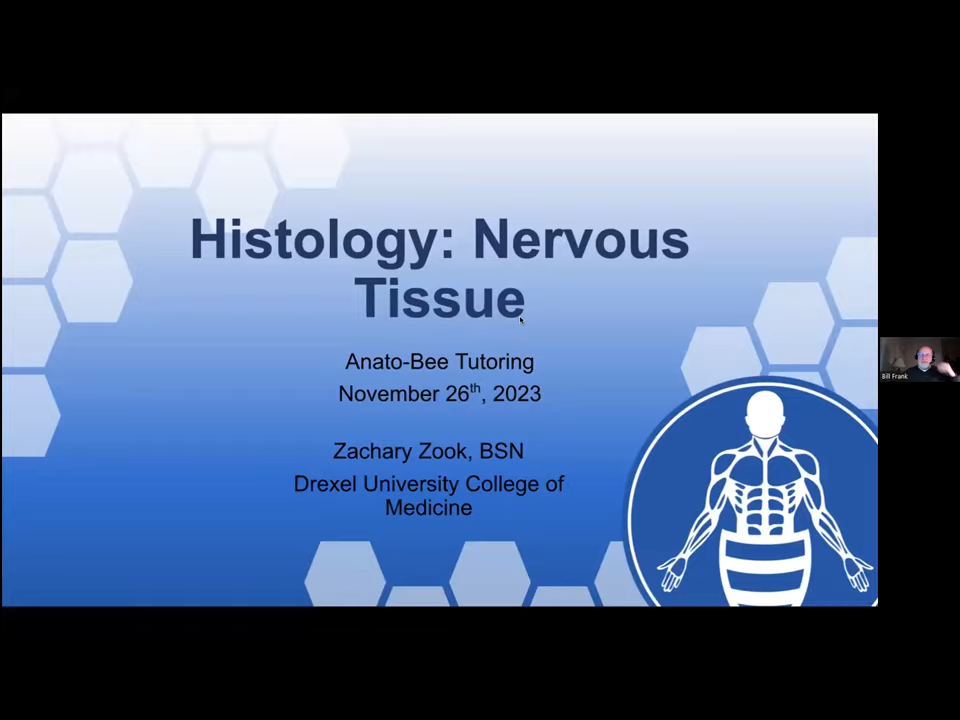 Histology: Nervous
Tissue
Anato-Bee Tutoring
November 26th, 2023
Zachary Zook, BSN
Drexel University College of
Medicine
Bill Frank